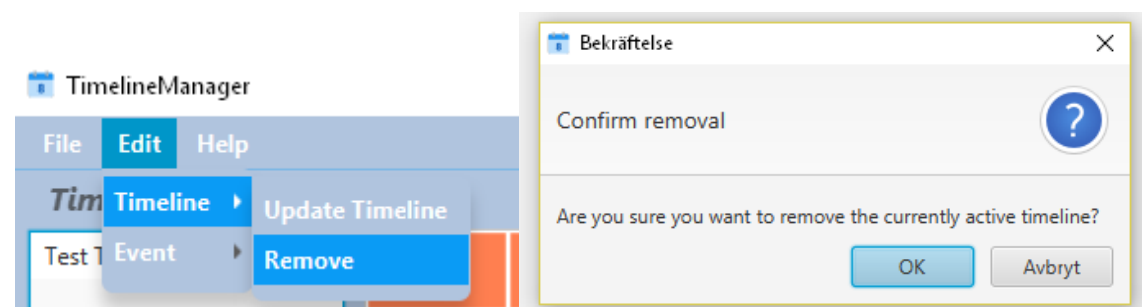 TimelineManager
File Edit Help
Tim
Timeline
Update Timeline
Test T
Event
Remove
Bekräftelse
Confirm removal
?
Are you sure you want to remove the currently active timeline?
OK Avbryt